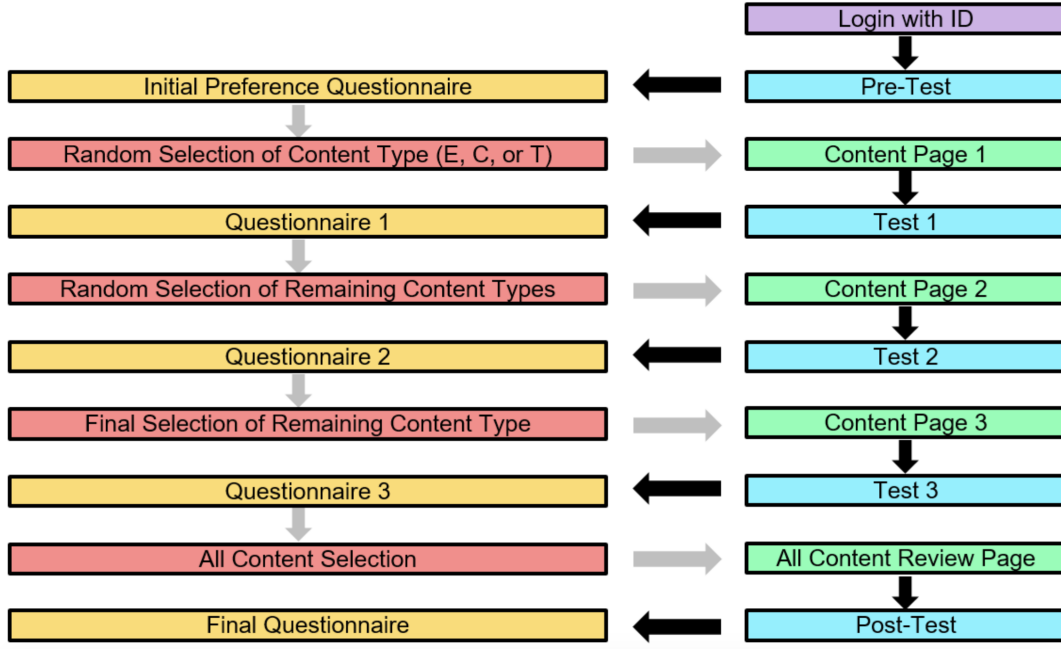 Login with ID
Initial Preference Questionnaire
Pre-Test
Random Selection of Content Type (E, C, or T)
Content Page 1
Questionnaire 1
Test 1
Random Selection of Remaining Content Types
Content Page 2
Questionnaire 2
Test 2
Final Selection of Remaining Content Type
Content Page 3
Questionnaire 3
Test 3
All Content Selection
All Content Review Page
Final Questionnaire
Post-Test